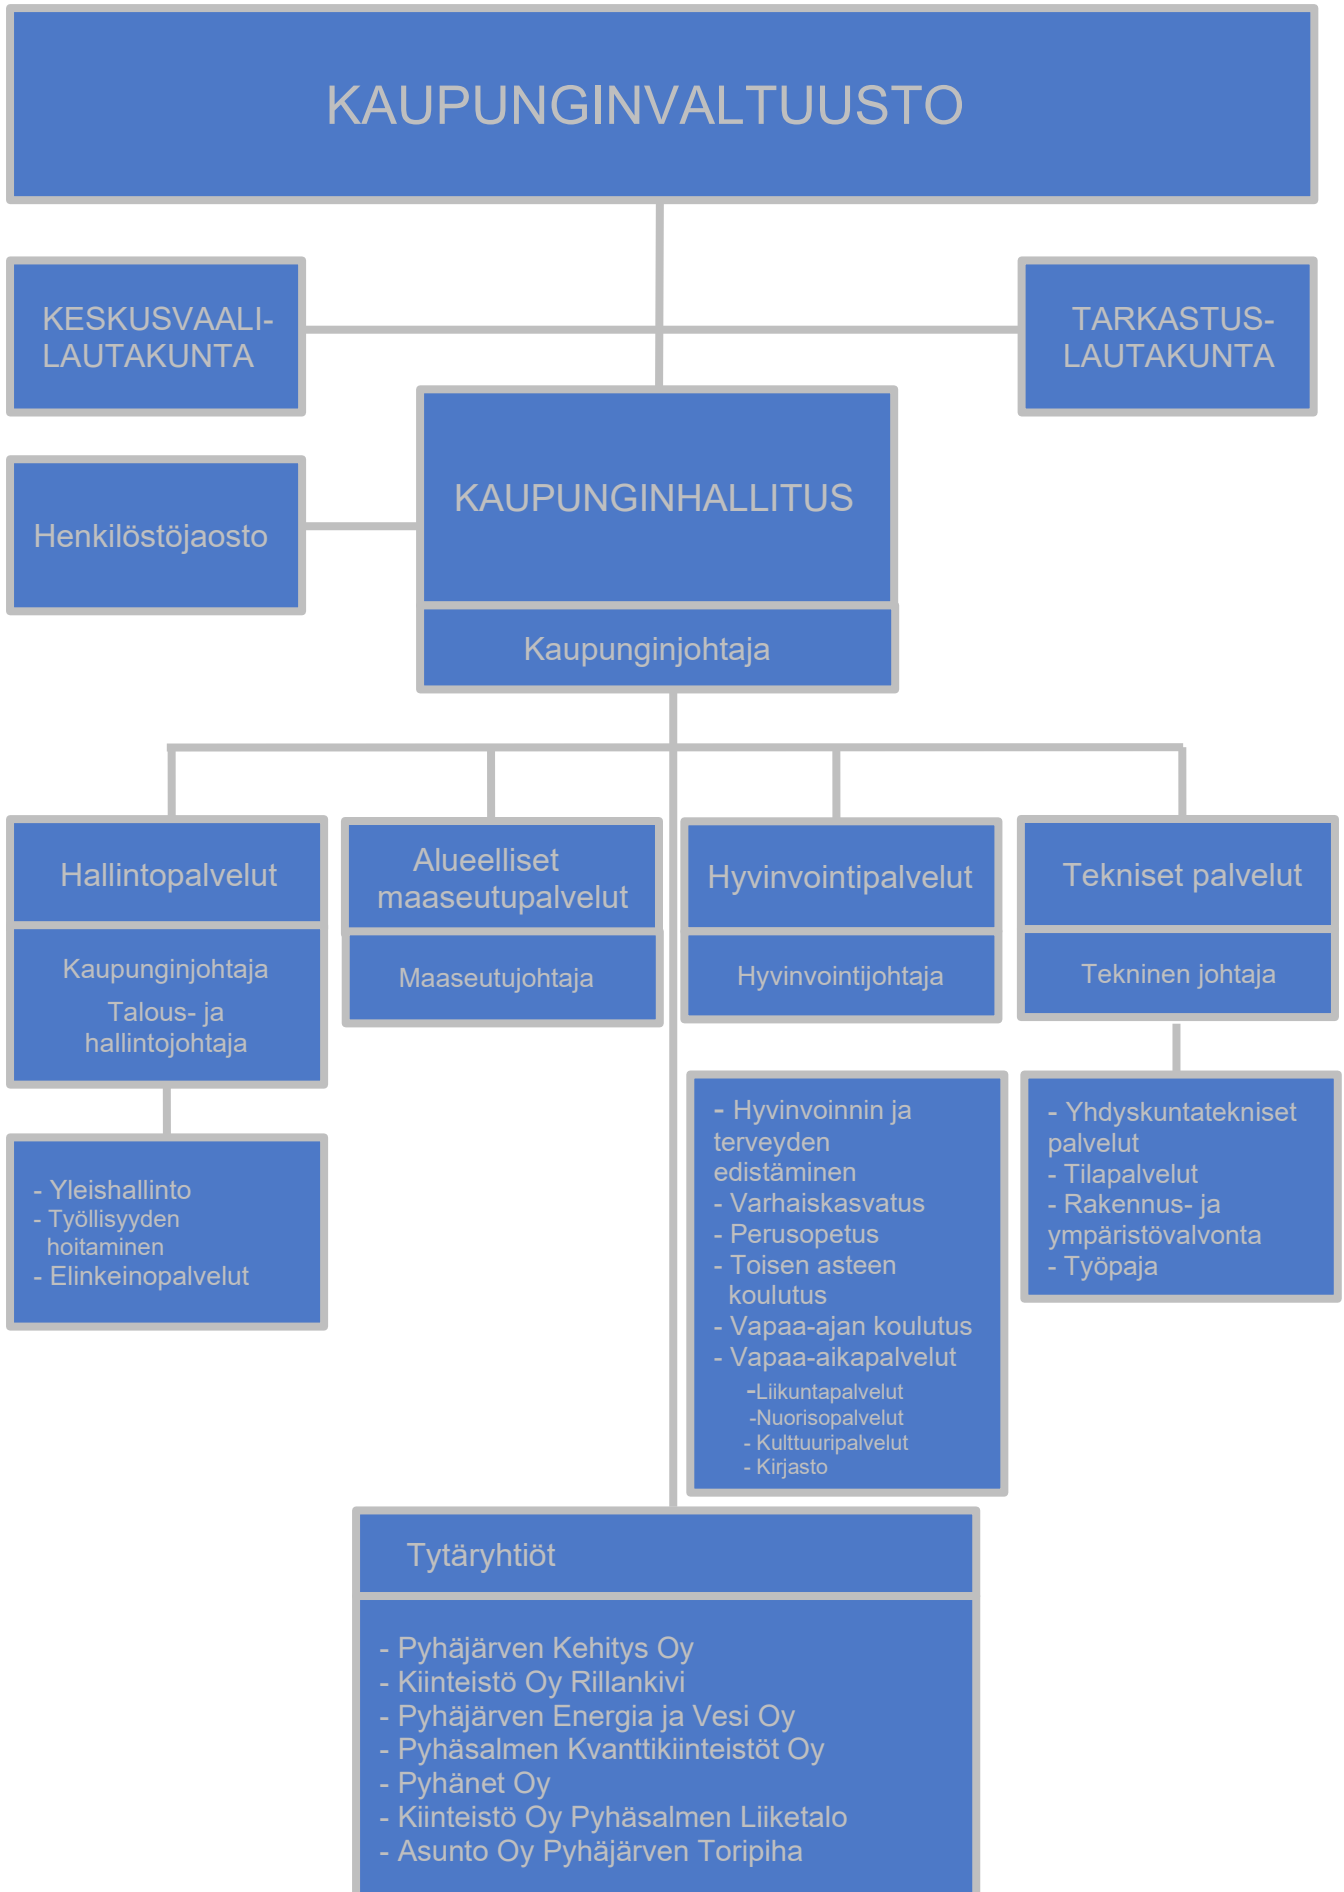 KAUPUNGINVALTUUSTO
KESKUSVAALI-
LAUTAKUNTA
TARKASTUS-
LAUTAKUNTA
KAUPUNGINHALLITUS
Henkilöstöjaosto
Kaupunginjohtaja
Hallintopalvelut
Kaupunginjohtaja
Talous- ja
hallintojohtaja
- Yleishallinto
- Työllisyyden
hoitaminen
- Elinkeinopalvelut
Alueelliset
maaseutupalvelut
Maaseutujohtaja
Hyvinvointipalvelut
Hyvinvointijohtaja
- Hyvinvoinnin ja
terveyden
edistäminen
- Varhaiskasvatus
- Perusopetus
- Toisen asteen
koulutus
- Vapaa-ajan koulutus
- Vapaa-aikapalvelut
-Liikuntapalvelut
-Nuorisopalvelut
- Kulttuuripalvelut
- Kirjasto
Tekniset palvelut
Tekninen johtaja
- Yhdyskuntatekniset
palvelut
- Tilapalvelut
- Rakennus- ja
ympäristövalvonta
- Työpaja
Tytäryhtiöt
- Pyhäjärven Kehitys Oy
- Kiinteistö Oy Rillankivi
- Pyhäjärven Energia ja Vesi Oy
- Pyhäsalmen Kvanttikiinteistöt Oy
- Pyhänet Oy
- Kiinteistö Oy Pyhäsalmen Liiketalo
- Asunto Oy Pyhäjärven Toripiha